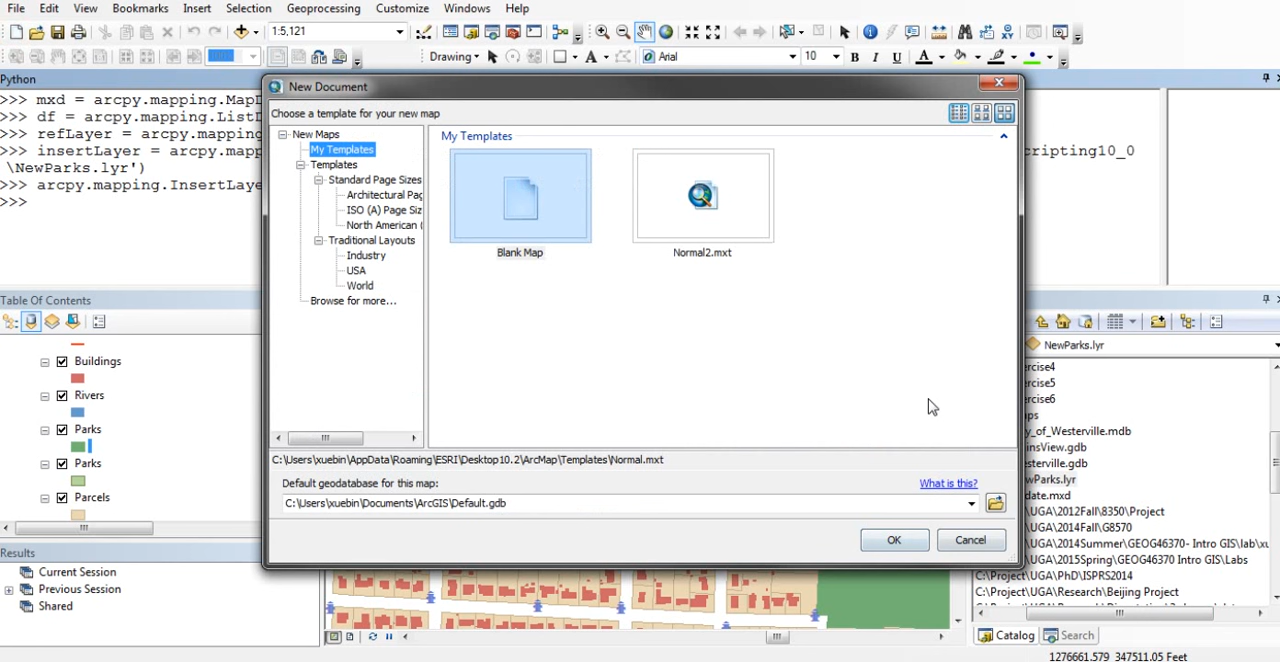 File Edit View Bookmarks Insert Selection Geoprocessing Customize Windows Help
1:5,121
Drawing Arial 10 B I U A
Python
>>> mxd = arcpy.mapping.MapD
>>> df = arcpy.mapping.ListD
>>> refLayer = arcpy.mapping
>>> insertLayer = arcpy.mapp cripting10_0
\NewParks.lyr')
>>> arcpy.mapping.InsertLaye
>>>
New Document
Choose a template for your new map
New Maps
My Templates
Templates
Standard Page Sizes
Architectural Pag
ISO (A) Page Siz
North American (
Traditional Layouts
Industry
USA
World
Browse for more...
My Templates
Blank Map Normal2.mxt
C:\Users\xuebin\AppData\Roaming\ESRI\Desktop10.2\ArcMap\Templates\Normal.mxt
Default geodatabase for this map: What is this?
C:\Users\xuebin\Documents\ArcGIS\Default.gdb
OK Cancel
Table Of Contents
Buildings
Rivers
Parks
Parks
Parcels
Results
Current Session
Previous Session
Shared
NewParks.lyr
ercise4
ercise5
ercise6
ps
y_of_Westerville.mdb
insView.gdb
sterville.gdb
wParks.lyr
date.mxd
\UGA\2012Fall\8350\Project
\UGA\2014Fall\G8570
\UGA\2014Summer\GEOG46370- Intro GIS\lab\xu
\UGA\2015Spring\GEOG46370 Intro GIS\Labs
C:\Project\UGA\PhD\ISPRS2014
C:\Project\UGA\Research\Beijing Project
Catalog Search
1276661.579 347511.05 Feet